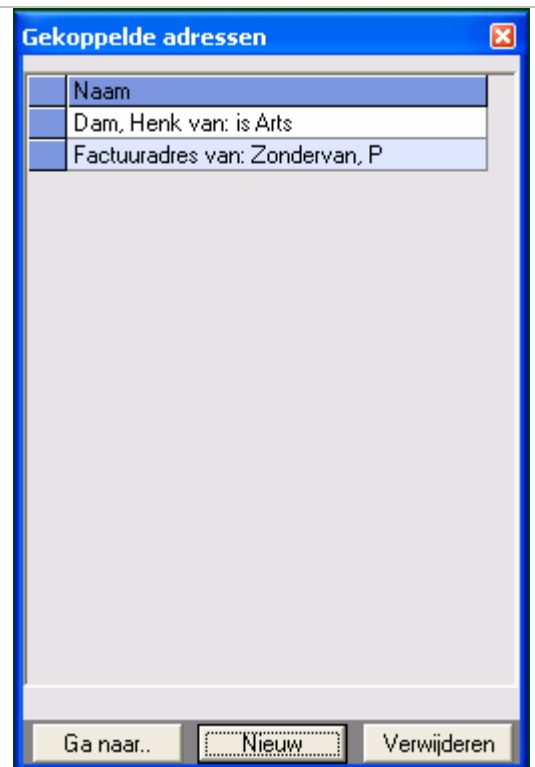 Gekoppelde adressen
Naam
Dam, Henk van: is Arts
Factuuradres van: Zondervan, P
Ga naar.. Nieuw Verwijderen